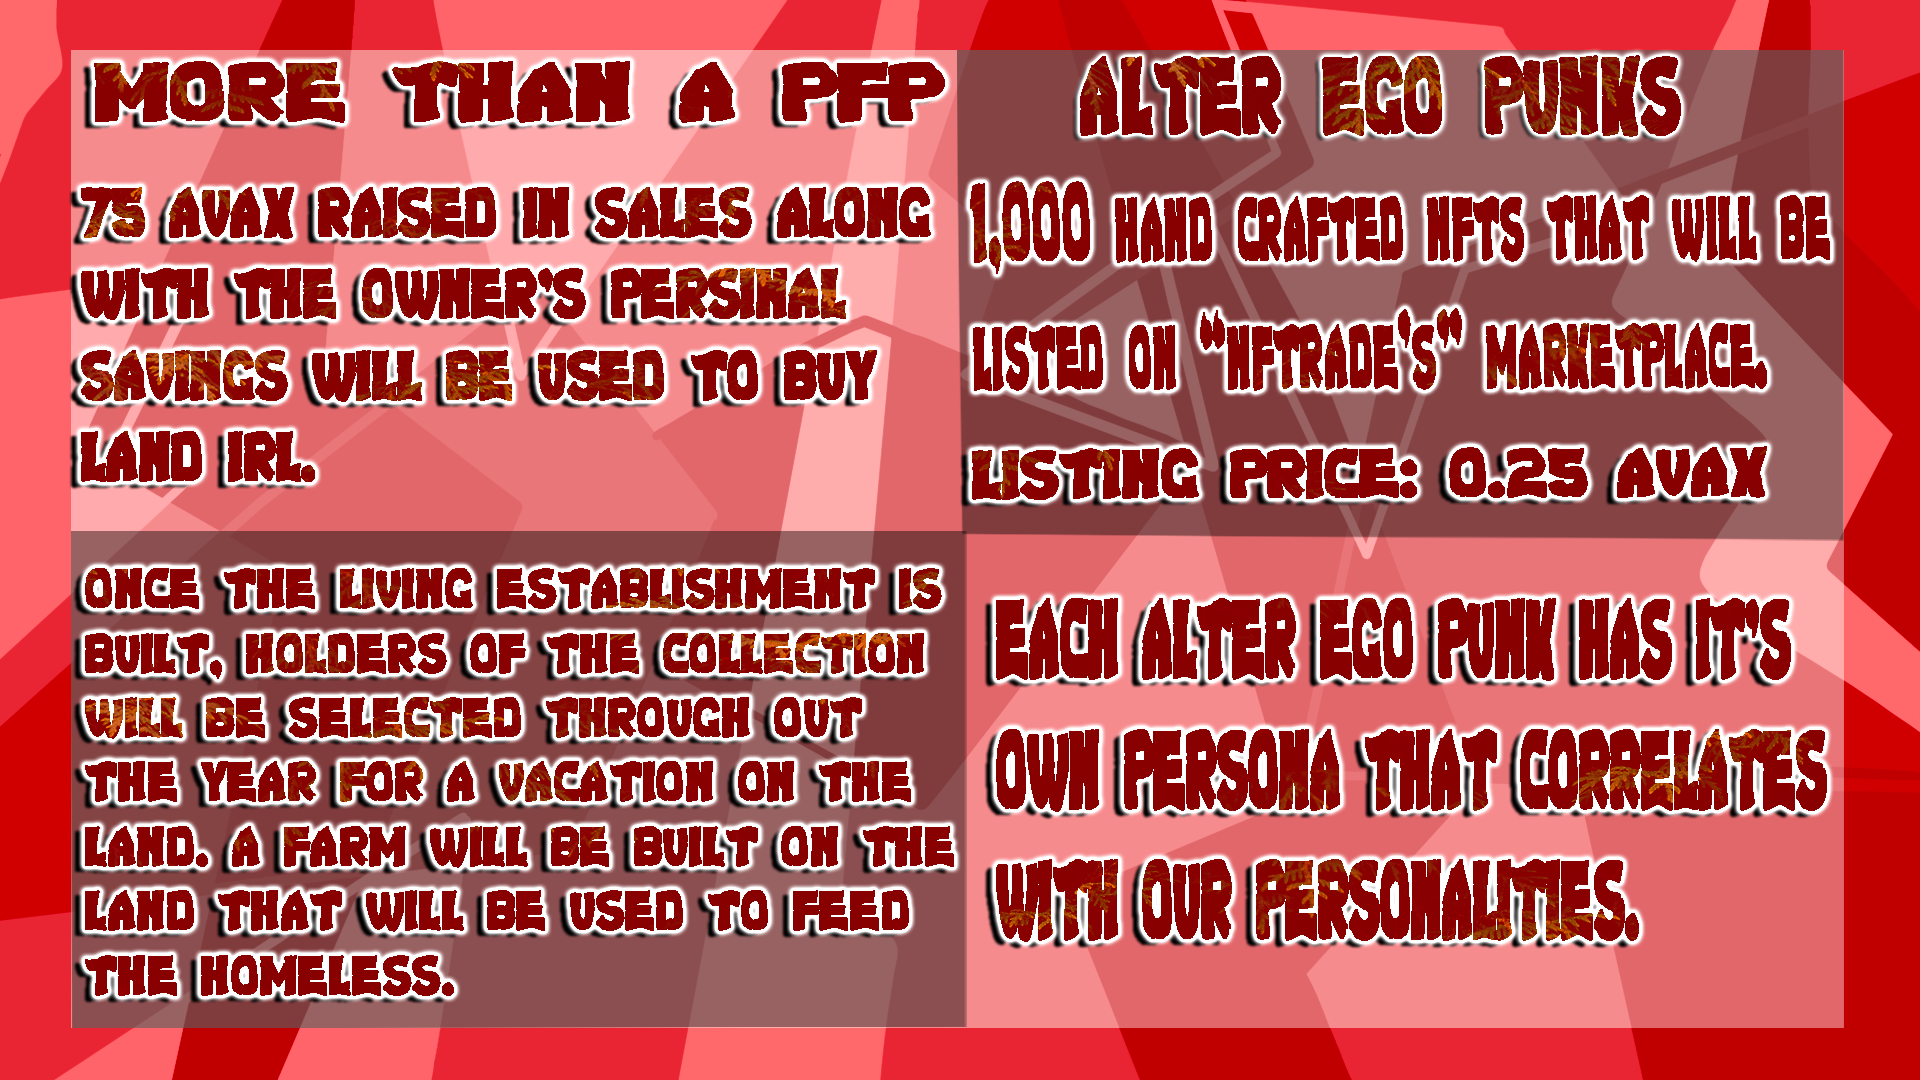 MORE THAN A PFP
75 AVAX RAISED IN SALES ALONG
WITH THE OWNER'S PERSINAL
SAVINGS WILL BE USED TO BUY
LAND IRL.
ONCE THE LIVING ESTABLISHMENT IS
BUILT, HOLDERS OF THE COLLECTION
WILL BE SELECTED THROUGH OUT
THE YEAR FOR A VACATION ON THE
LAND. A FARM WILL BE BUILT ON THE
LAND THAT WILL BE USED TO FEED
THE HOMELESS.
ALTER EGO PUNKS
1,000 HAND CRAFTED NFTS THAT WILL BE
LISTED ON "NFTRADE'S" MARKETPLACE.
LISTING PRICE: 0.25 AVAX
EACH ALTER EGO PUNK HAS IT'S
OWN PERSONA THAT CORRELATES
WITH OUR PERSONALITIES.